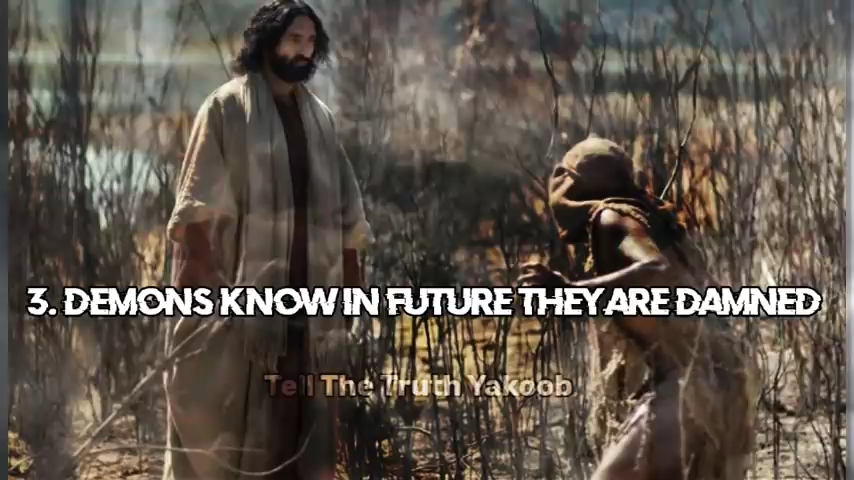 3. DEMONS KNOW IN FUTURE THEY ARE DAMNED
Tell The Truth Yakoob